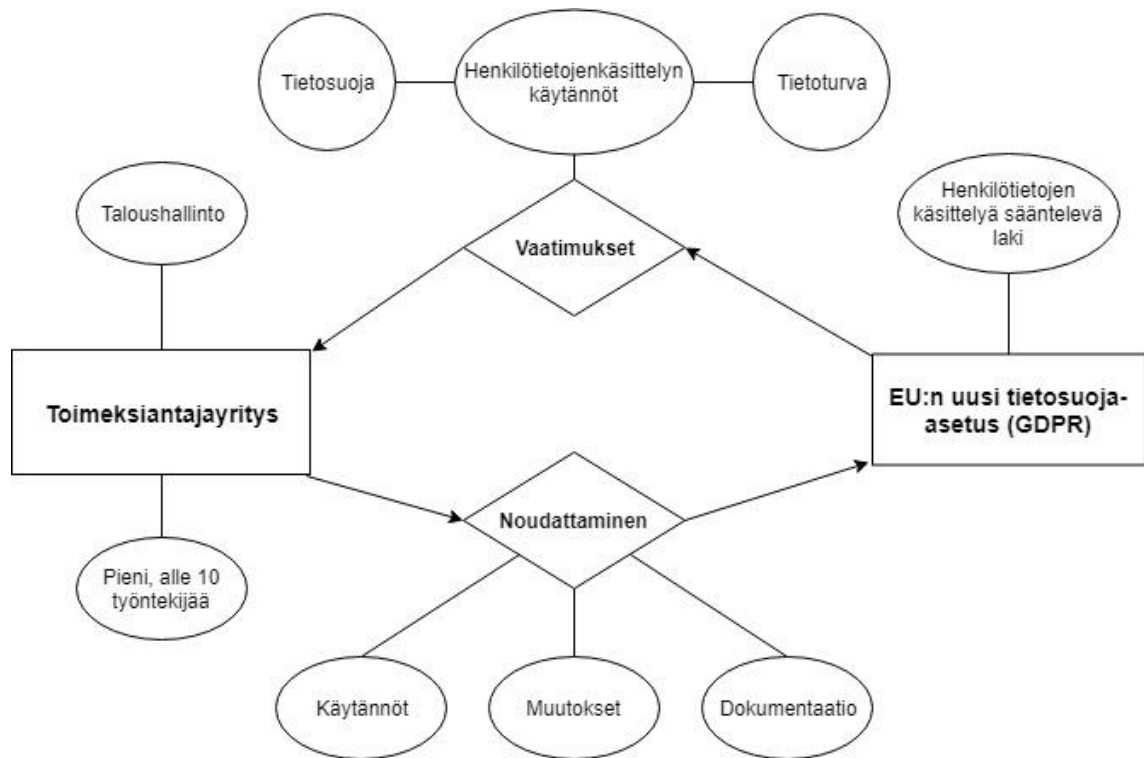 Tietosuoja
Henkilötietojenkäsittelyn
käytännöt
Tietoturva
Taloushallinto
Henkilötietojen
käsittelyä sääntelevä
laki
Vaatimukset
Toimeksiantajayritys
EU:n uusi tietosuoja-
asetus (GDPR)
Noudattaminen
Pieni, alle 10
työntekijää
Käytännöt
Muutokset
Dokumentaatio